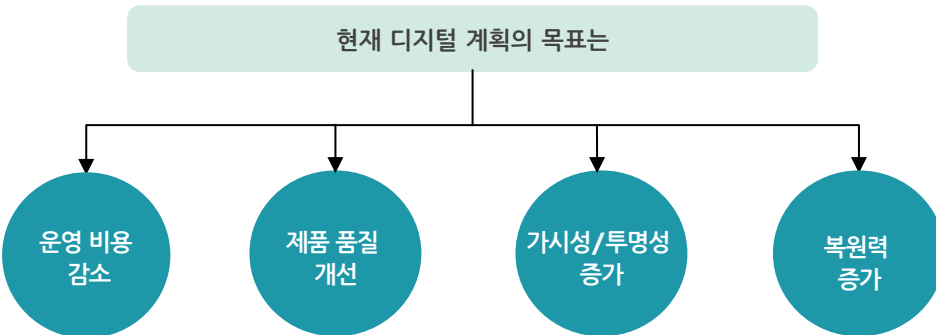 현재 디지털 계획의 목표는
운영 비용
감소
제품 품질
개선
가시성/투명성
증가
복원력
증가